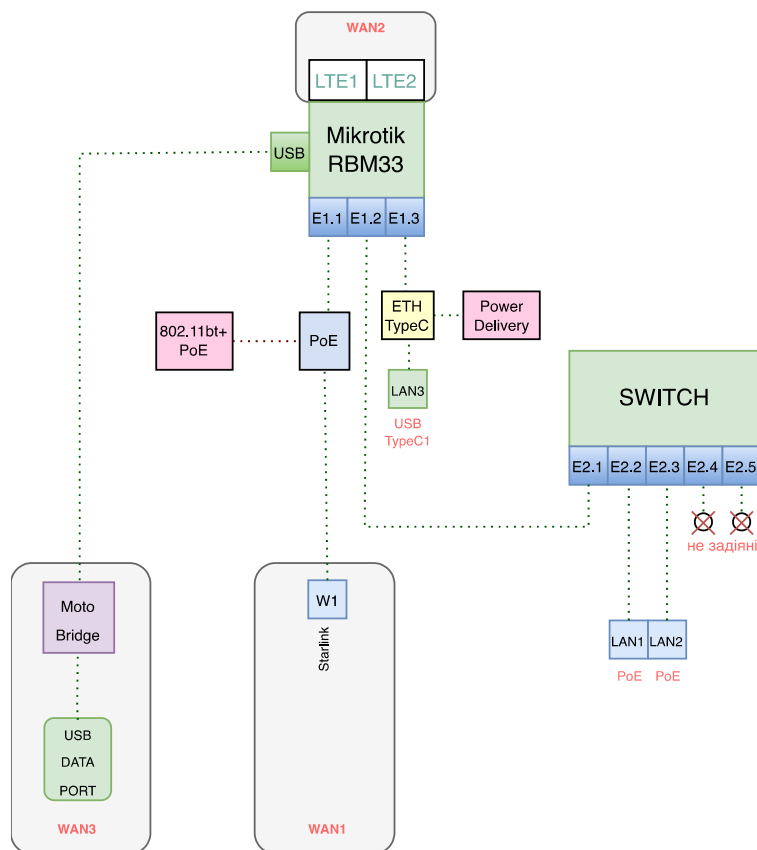 WAN2
LTE1 LTE2
Mikrotik
RBM33
USB
E1.1 E1.2 E1.3
802.11bt+
PoE
PoE
ETH
TypeC
Power
Delivery
LAN3
USB
TypeC1
SWITCH
E2.1 E2.2 E2.3 E2.4 E2.5
не задіяні
Moto
Bridge
W1
Starlink
LAN1 LAN2
PoE PoE
USB
DATA
PORT
WAN3
WAN1